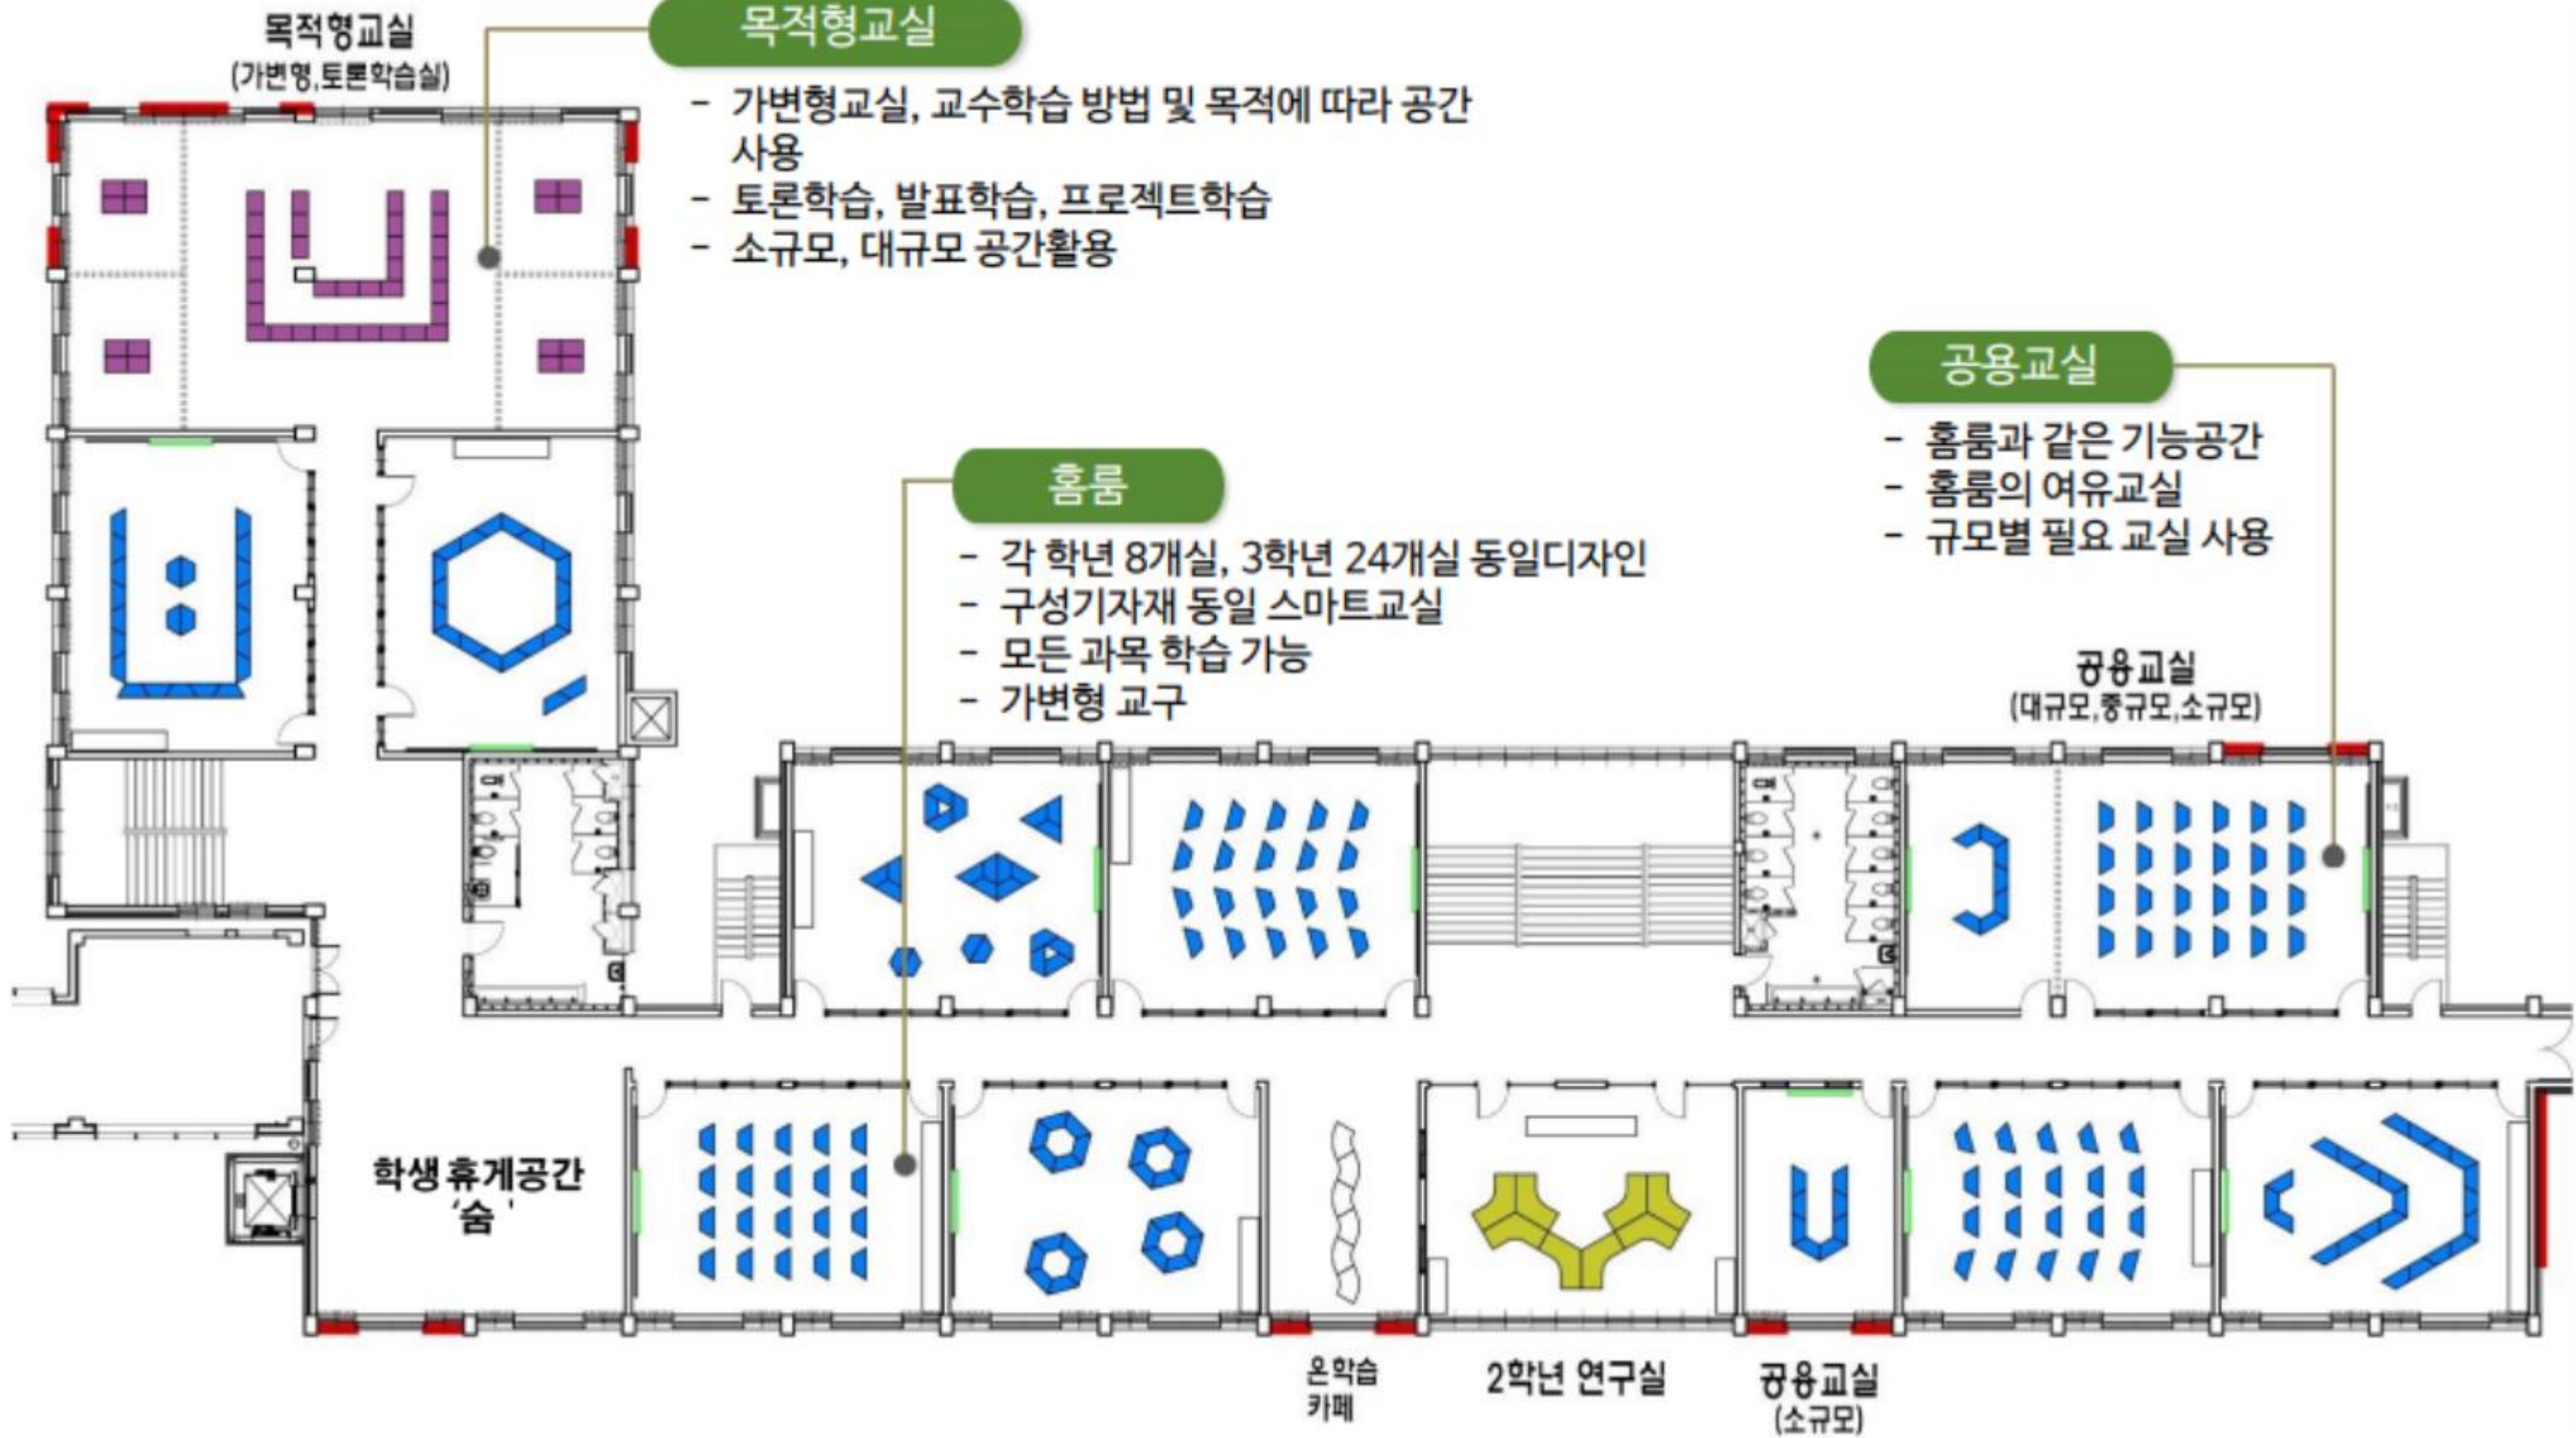 목적형교실
(가변형,토론학습실)
목적형교실
- 가변형교실, 교수학습 방법 및 목적에 따라 공간
사용
- 토론학습, 발표학습, 프로젝트학습
- 소규모, 대규모 공간활용
공용교실
- 홈룸과 같은 기능공간
- 홈룸의 여유교실
- 규모별 필요 교실 사용
홈룸
- 각 학년 8개실, 3학년 24개실 동일디자인
- 구성기자재 동일 스마트교실
- 모든 과목 학습 가능
- 가변형 교구
공용교실
(대규모,중규모,소규모)
학생휴게공간
'숨'
온학습
카페
2학년 연구실
공용교실
(소규모)